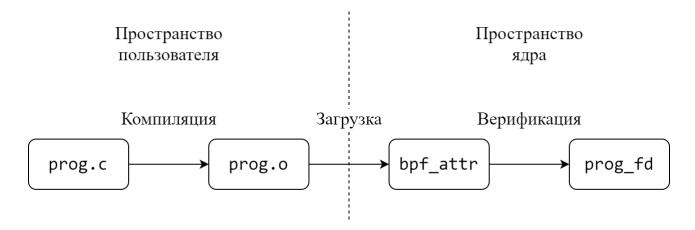 Пространство
пользователя
Пространство
ядра
Компиляция
Загрузка
Верификация
prog.c
prog.o
bpf_attr
prog_fd